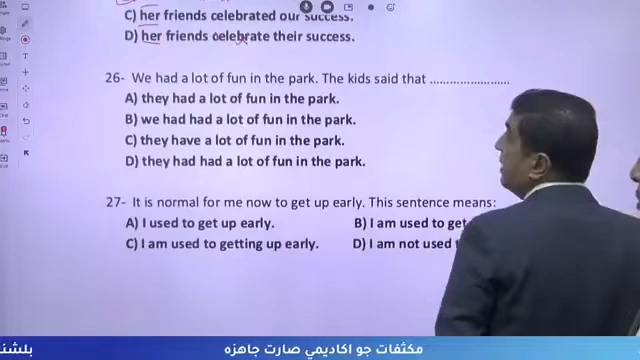 C) her friends celebrated our success.
D) her friends celebrate their success.
26- We had a lot of fun in the park. The kids said that ........................
A) they had a lot of fun in the park.
B) we had had a lot of fun in the park.
C) they have a lot of fun in the park.
D) they had had a lot of fun in the park.
27- It is normal for me now to get up early. This sentence means:
A) I used to get up early. B) I am used to get
C) I am used to getting up early. D) I am not used
مكثفات جو اكاديمي صارت جاهزه
بلشنا